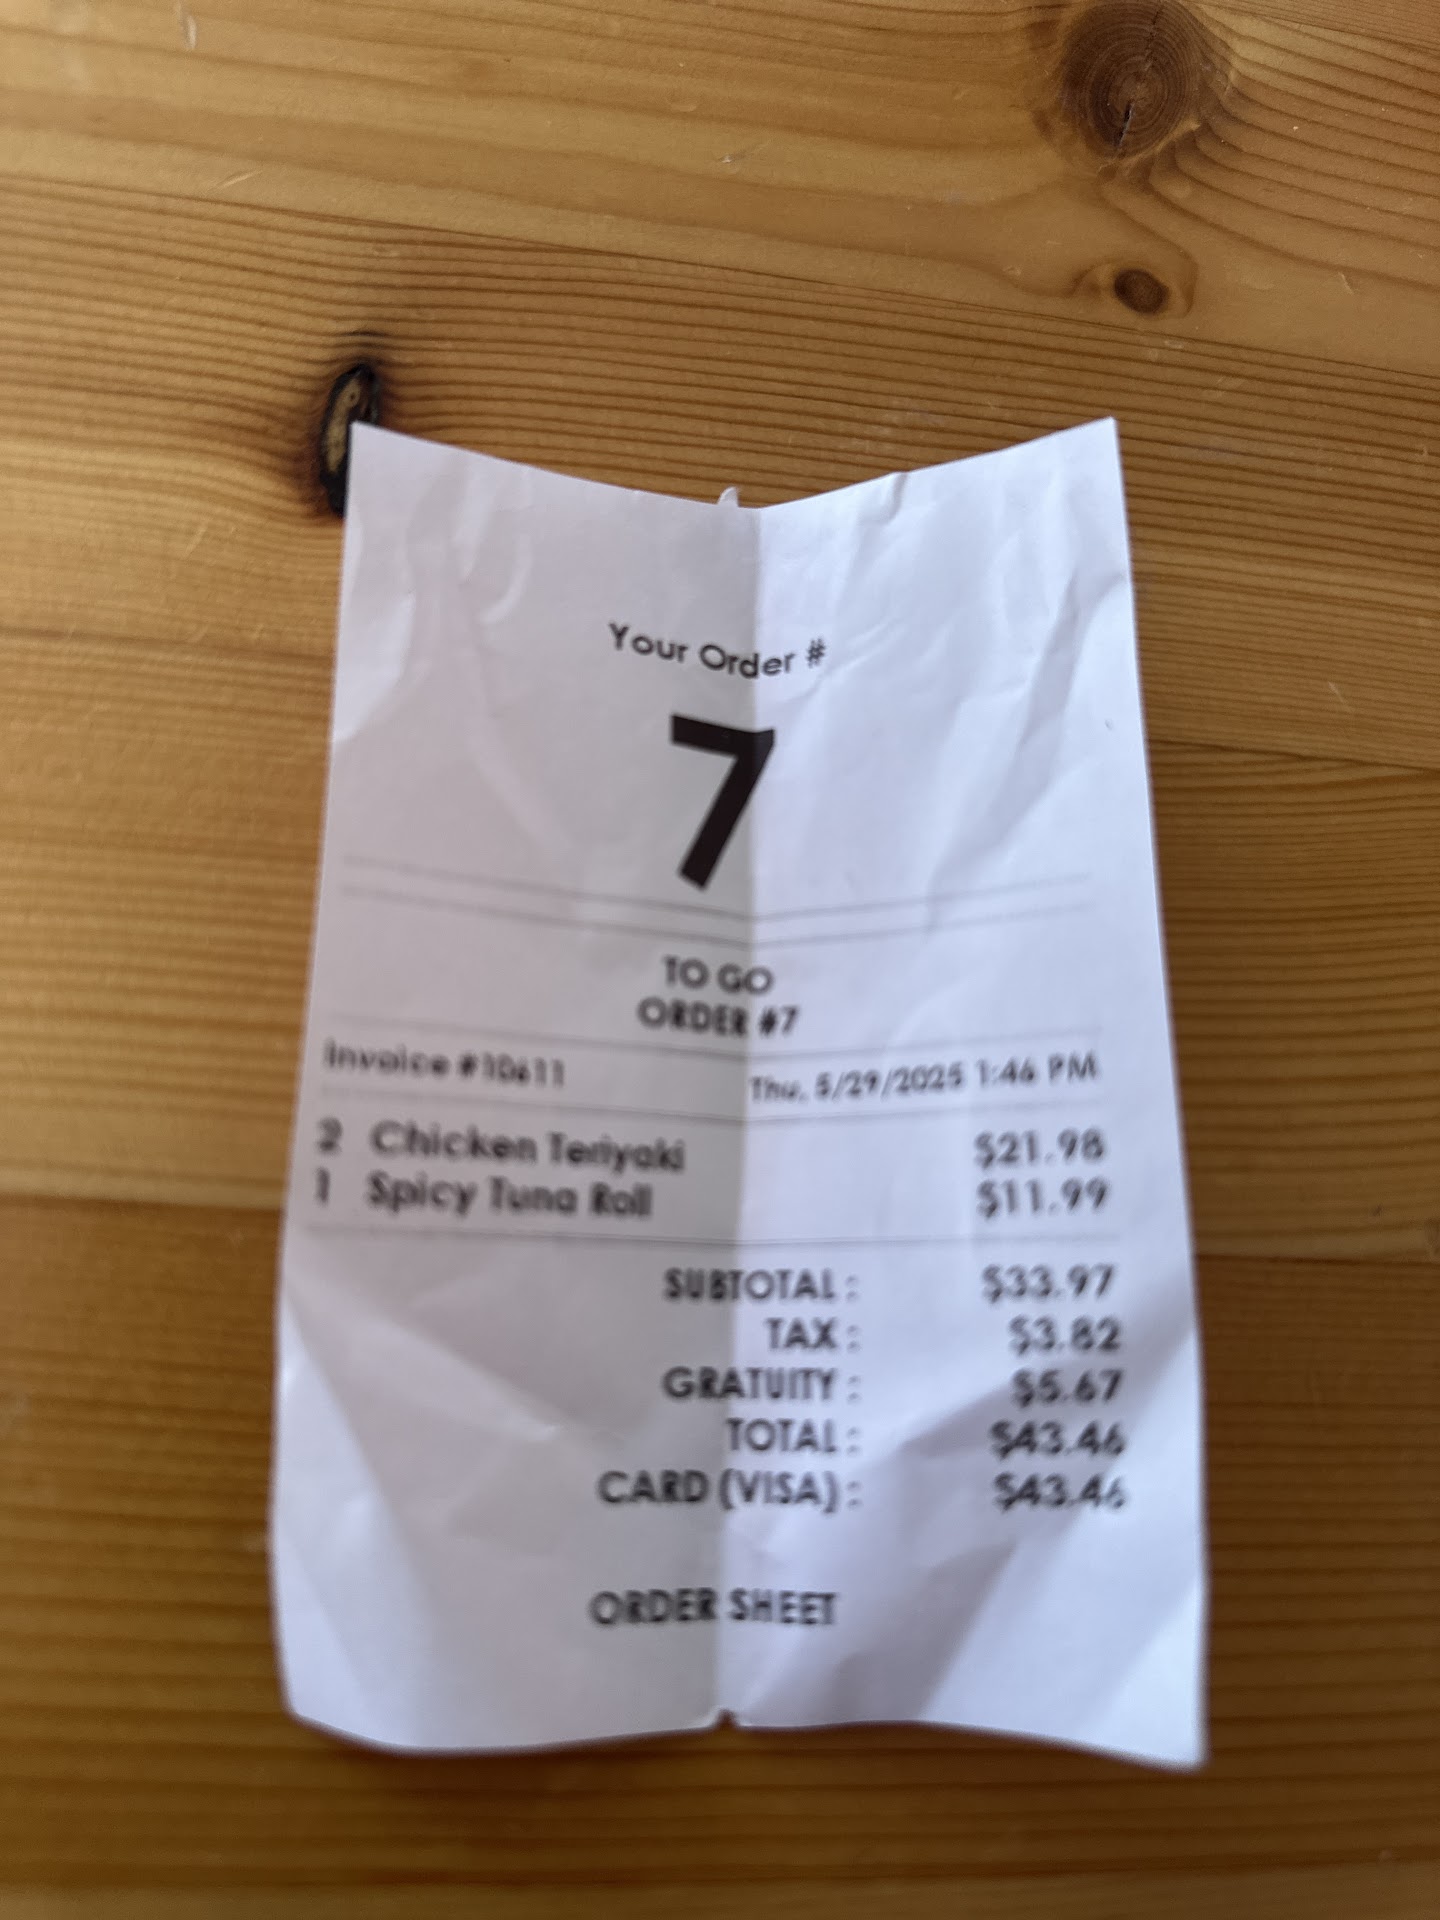 Your Order #
7
TO GO
ORDER #7
Invoice #10611 Thu, 5/29/2025 1:46 PM
2 Chicken Teriyaki $21.98
1 Spicy Tuna Roll $11.99
SUBTOTAL : $33.97
TAX : $3.82
GRATUITY : $5.67
TOTAL : $43.46
CARD (VISA) : $43.46
ORDER SHEET